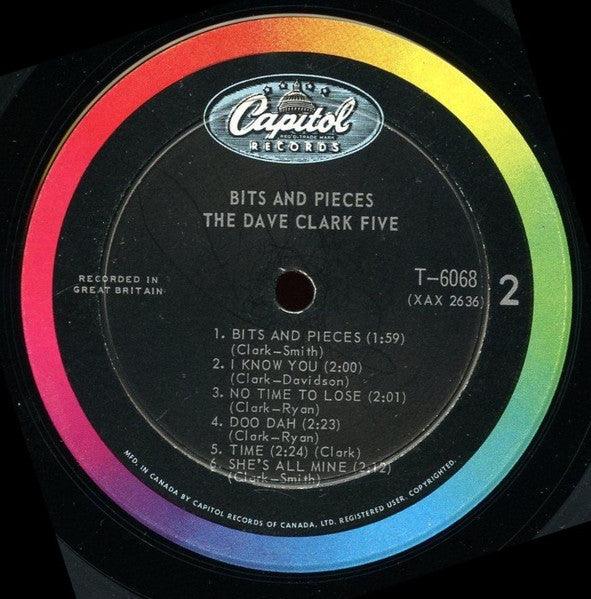 Capitol
REG'D. TRADE MARK
RECORDS
BITS AND PIECES
THE DAVE CLARK FIVE
RECORDED IN
GREAT BRITAIN
T-6068
(XAX 2636)
2
1. BITS AND PIECES (1:59)
(Clark-Smith)
2. I KNOW YOU (2:00)
(Clark-Davidson)
3. NO TIME TO LOSE (2:01)
(Clark-Ryan)
4. DOO DAH (2:23)
(Clark-Ryan)
5. TIME (2:24) (Clark)
6. SHE'S ALL MINE (2:12)
(Clark-Smith)
MFD. IN CANADA BY CAPITOL RECORDS OF CANADA, LTD. REGISTERED USER. COPYRIGHTED.